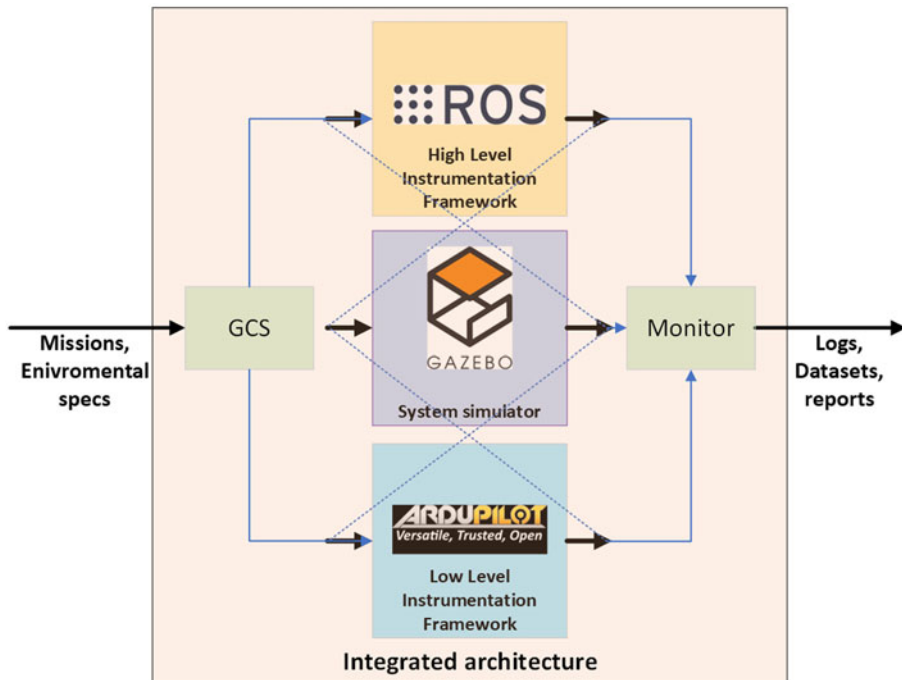 ROS
High Level
Instrumentation
Framework
GAZEBO
System simulator
GCS
Monitor
Missions,
Enivromental
specs
Logs,
Datasets,
reports
ARDUPILOT
Versatile, Trusted, Open
Low Level
Instrumentation
Framework
Integrated architecture